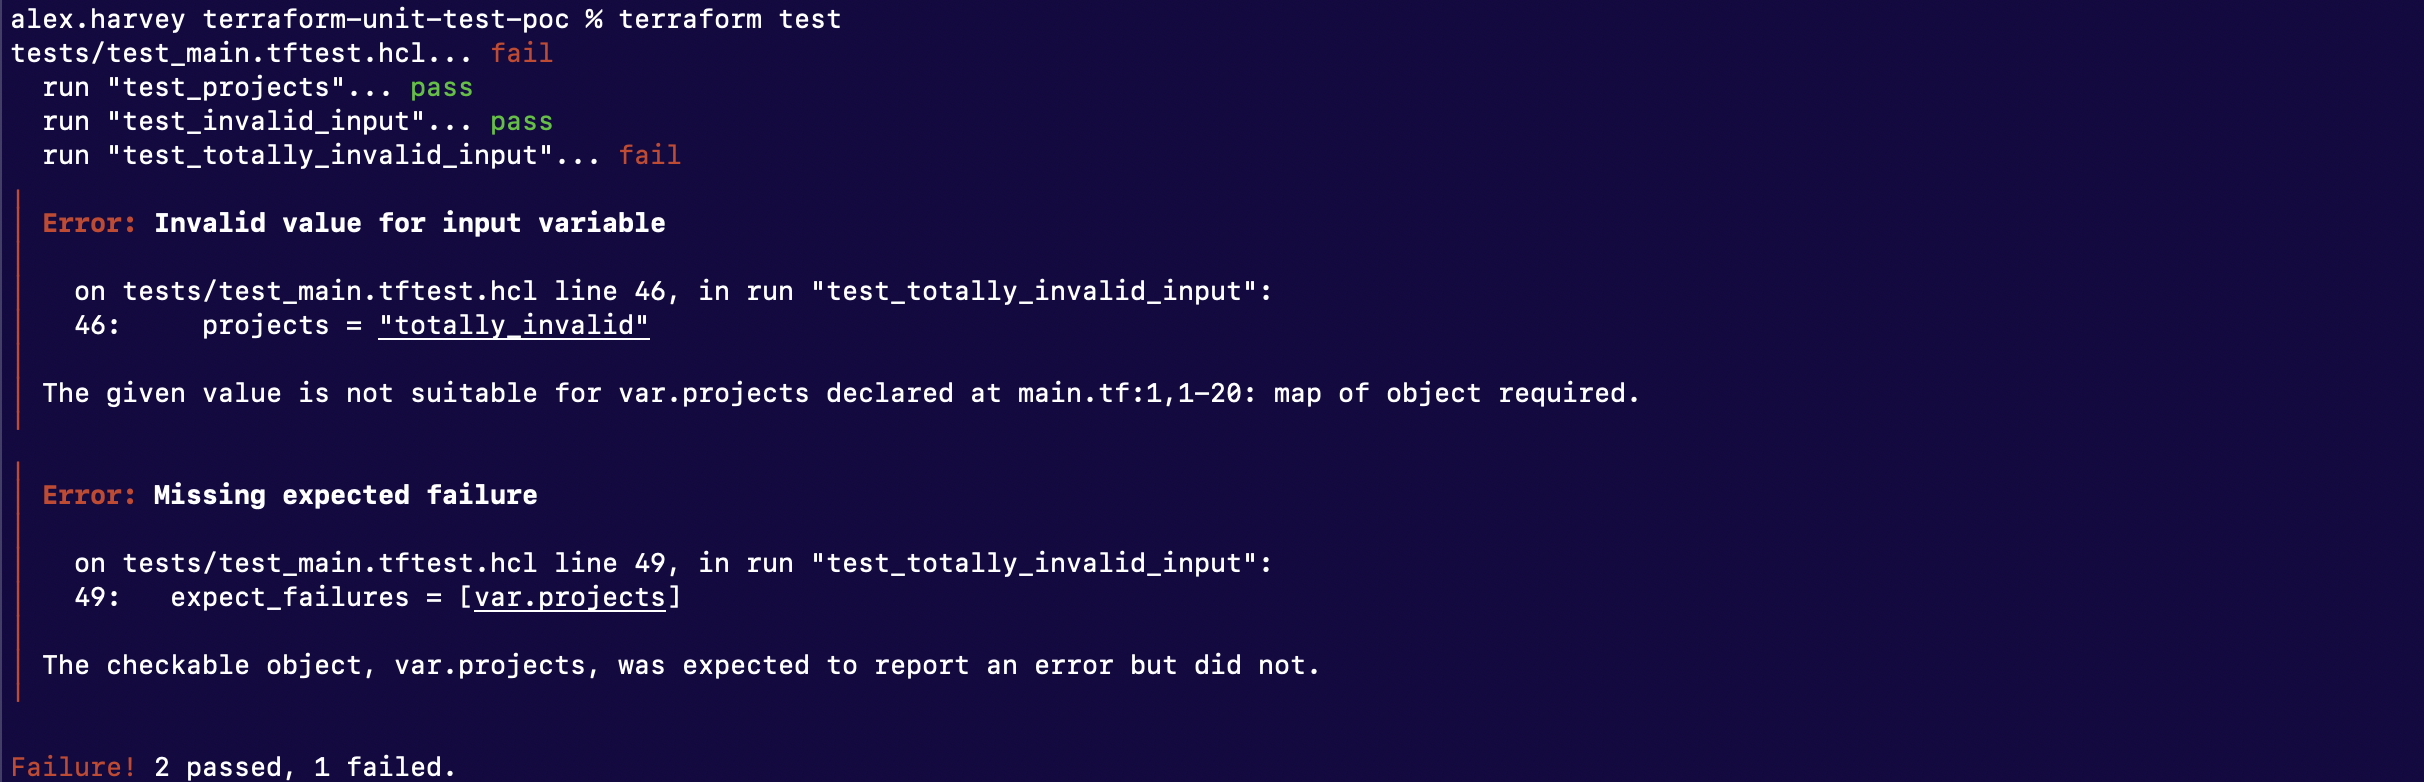 alex.harvey terraform-unit-test-poc % terraform test
tests/test_main.tftest.hcl... fail
run "test_projects"... pass
run "test_invalid_input"... pass
run "test_totally_invalid_input"... fail
Error: Invalid value for input variable
on tests/test_main.tftest.hcl line 46, in run "test_totally_invalid_input":
46:     projects = "totally_invalid"
The given value is not suitable for var.projects declared at main.tf:1,1-20: map of object required.
Error: Missing expected failure
on tests/test_main.tftest.hcl line 49, in run "test_totally_invalid_input":
49:   expect_failures = [var.projects]
The checkable object, var.projects, was expected to report an error but did not.
Failure! 2 passed, 1 failed.